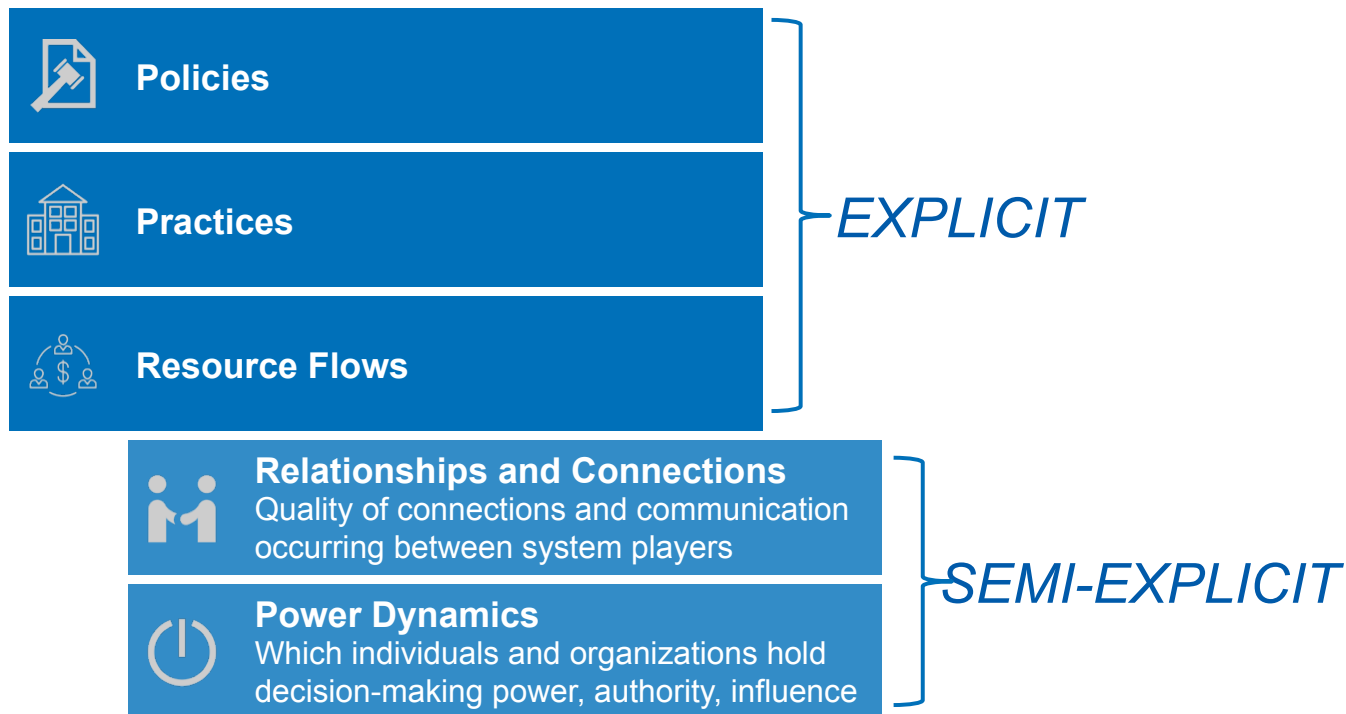 Policies
Practices
EXPLICIT
$
Resource Flows
Relationships and Connections
Quality of connections and communication
occurring between system players
SEMI-EXPLICIT
Power Dynamics
Which individuals and organizations hold
decision-making power, authority, influence